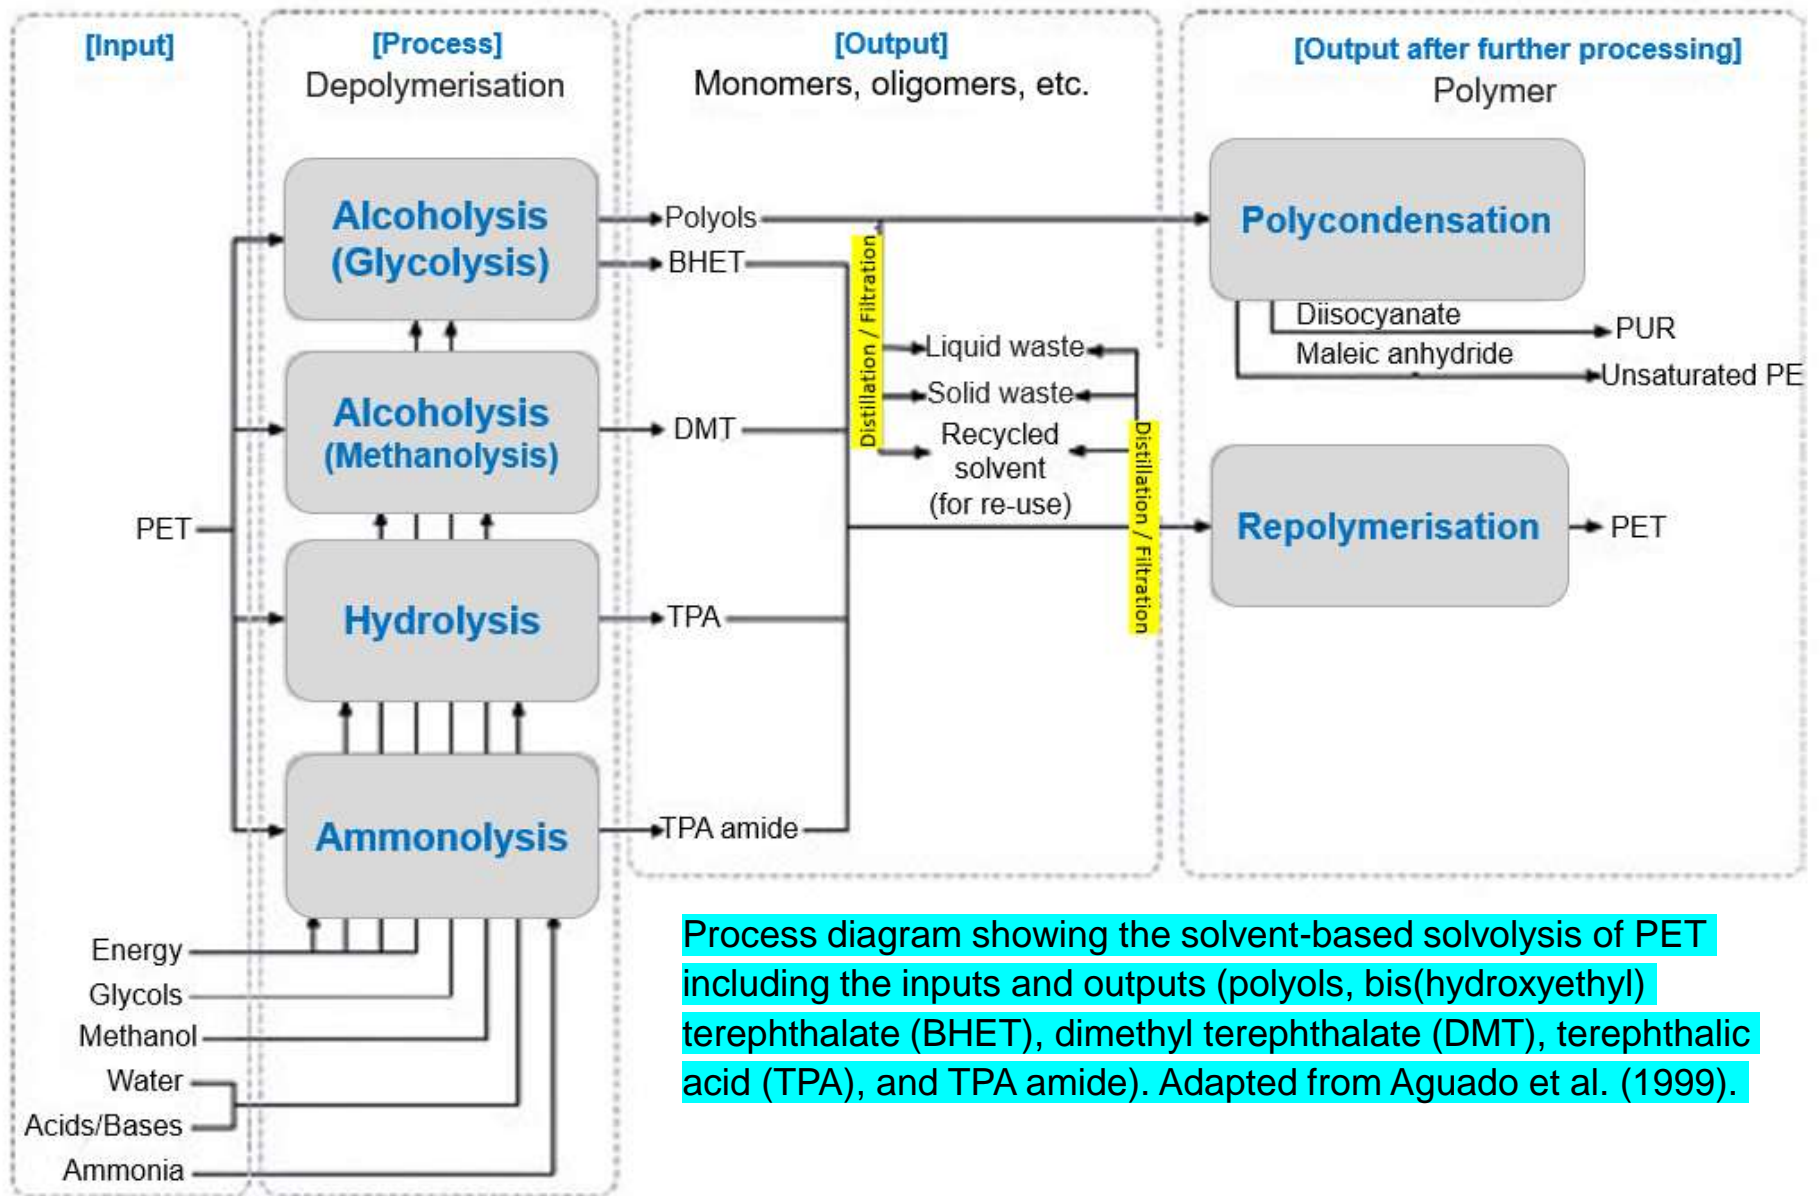 [Input]
[Process]
Depolymerisation
[Output]
Monomers, oligomers, etc.
[Output after further processing]
Polymer
Alcoholysis
(Glycolysis)
Alcoholysis
(Methanolysis)
Hydrolysis
Ammonolysis
PET
Energy
Glycols
Methanol
Water
Acids/Bases
Ammonia
Polyols
BHET
DMT
TPA
TPA amide
Distillation / Filtration
Liquid waste
Solid waste
Recycled
solvent
(for re-use)
Distillation / Filtration
Polycondensation
Diisocyanate
PUR
Maleic anhydride
Unsaturated PE
Repolymerisation
PET
Process diagram showing the solvent-based solvolysis of PET
including the inputs and outputs (polyols, bis(hydroxyethyl)
terephthalate (BHET), dimethyl terephthalate (DMT), terephthalic
acid (TPA), and TPA amide). Adapted from Aguado et al. (1999).